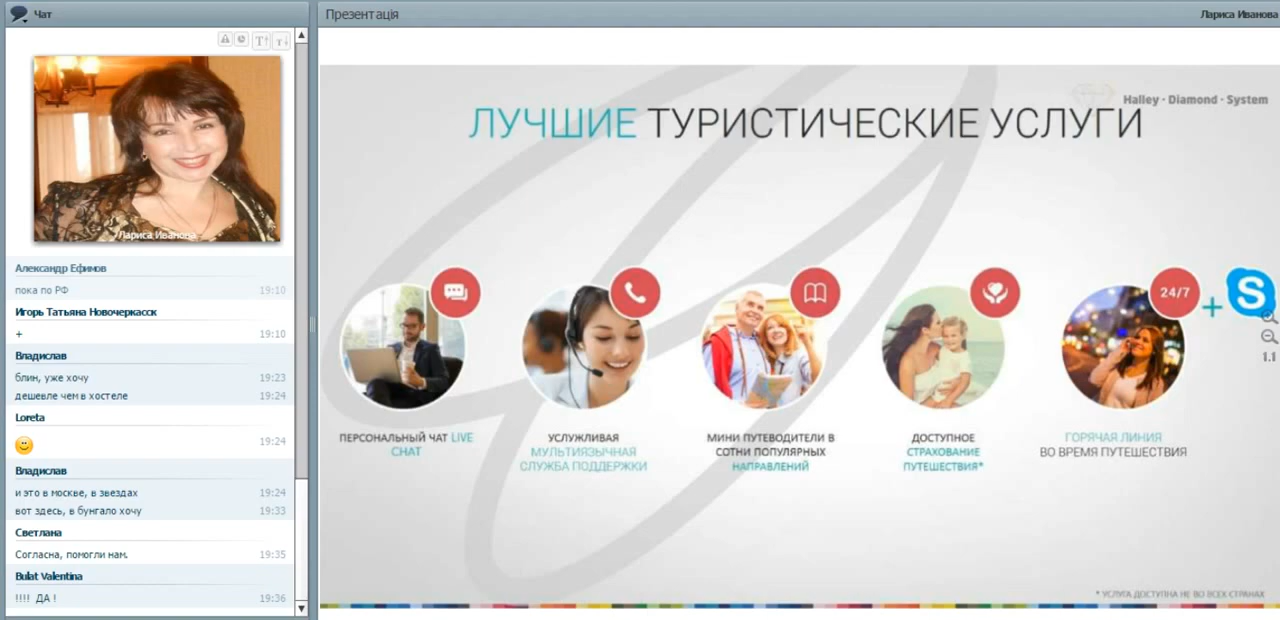 Чат
Лариса Иванова
Александр Ефимов
пока по РФ 19:10
Игорь Татьяна Новочеркасск
+ 19:10
Владислав
блин, уже хочу 19:23
дешевле чем в хостеле 19:24
Loreta
19:24
Владислав
и это в москве, в звездах 19:24
вот здесь, в бунгало хочу 19:33
Светлана
Согласна, помогли нам. 19:35
Bulat Valentina
!!!! ДА ! 19:36
Презентація
Лариса Иванова
Halley · Diamond · System
ЛУЧШИЕ ТУРИСТИЧЕСКИЕ УСЛУГИ
24/7
+
S
1.1
ПЕРСОНАЛЬНЫЙ ЧАТ LIVE
CHAT
УСЛУЖЛИВАЯ
МУЛЬТИЯЗЫЧНАЯ
СЛУЖБА ПОДДЕРЖКИ
МИНИ ПУТЕВОДИТЕЛИ В
СОТНИ ПОПУЛЯРНЫХ
НАПРАВЛЕНИЙ
ДОСТУПНОЕ
СТРАХОВАНИЕ
ПУТЕШЕСТВИЯ*
ГОРЯЧАЯ ЛИНИЯ
ВО ВРЕМЯ ПУТЕШЕСТВИЯ
* УСЛУГА ДОСТУПНА НЕ ВО ВСЕХ СТРАНАХ